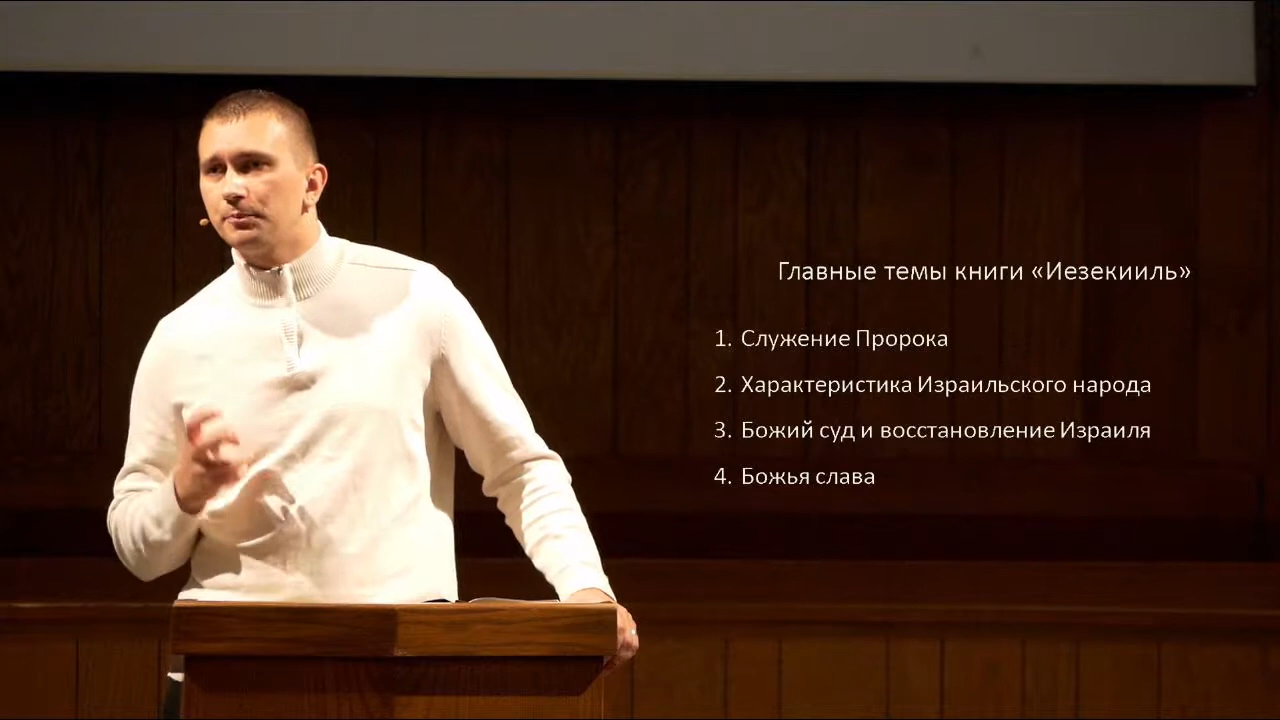 Главные темы книги «Иезекииль»
1. Служение Пророка
2. Характеристика Израильского народа
3. Божий суд и восстановление Израиля
4. Божья слава